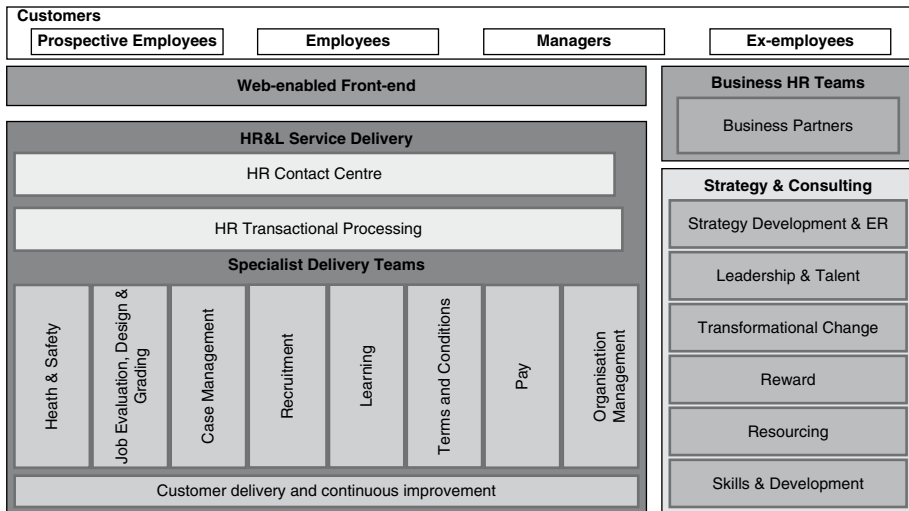 Customers
Prospective Employees
Employees
Managers
Ex-employees
Web-enabled Front-end
HR&L Service Delivery
HR Contact Centre
HR Transactional Processing
Specialist Delivery Teams
Heath & Safety
Job Evaluation, Design &
Grading
Case Management
Recruitment
Learning
Terms and Conditions
Pay
Organisation
Management
Customer delivery and continuous improvement
Business HR Teams
Business Partners
Strategy & Consulting
Strategy Development & ER
Leadership & Talent
Transformational Change
Reward
Resourcing
Skills & Development